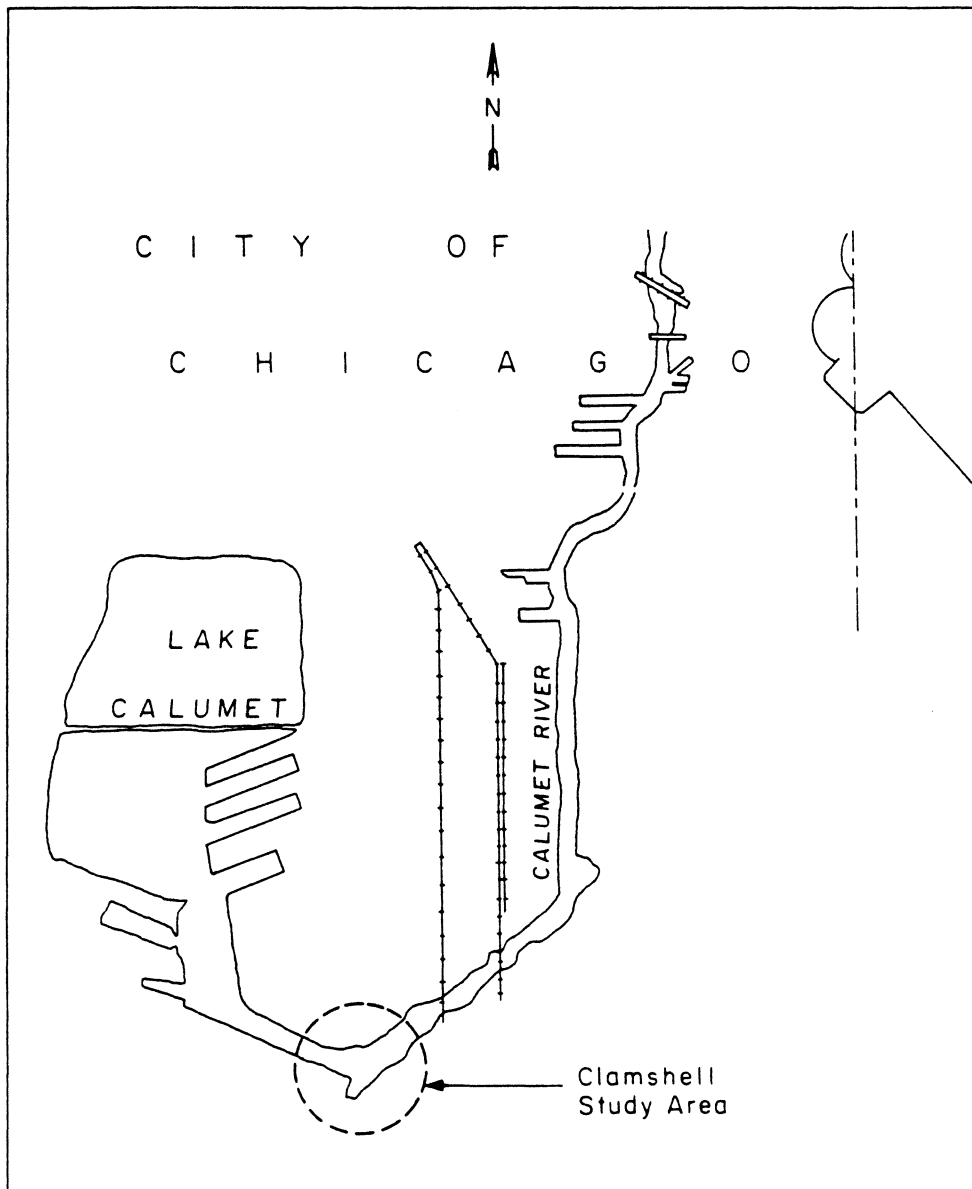 N
CITY OF
CHICAGO
LAKE
CALUMET
CALUMET RIVER
Clamshell
Study Area